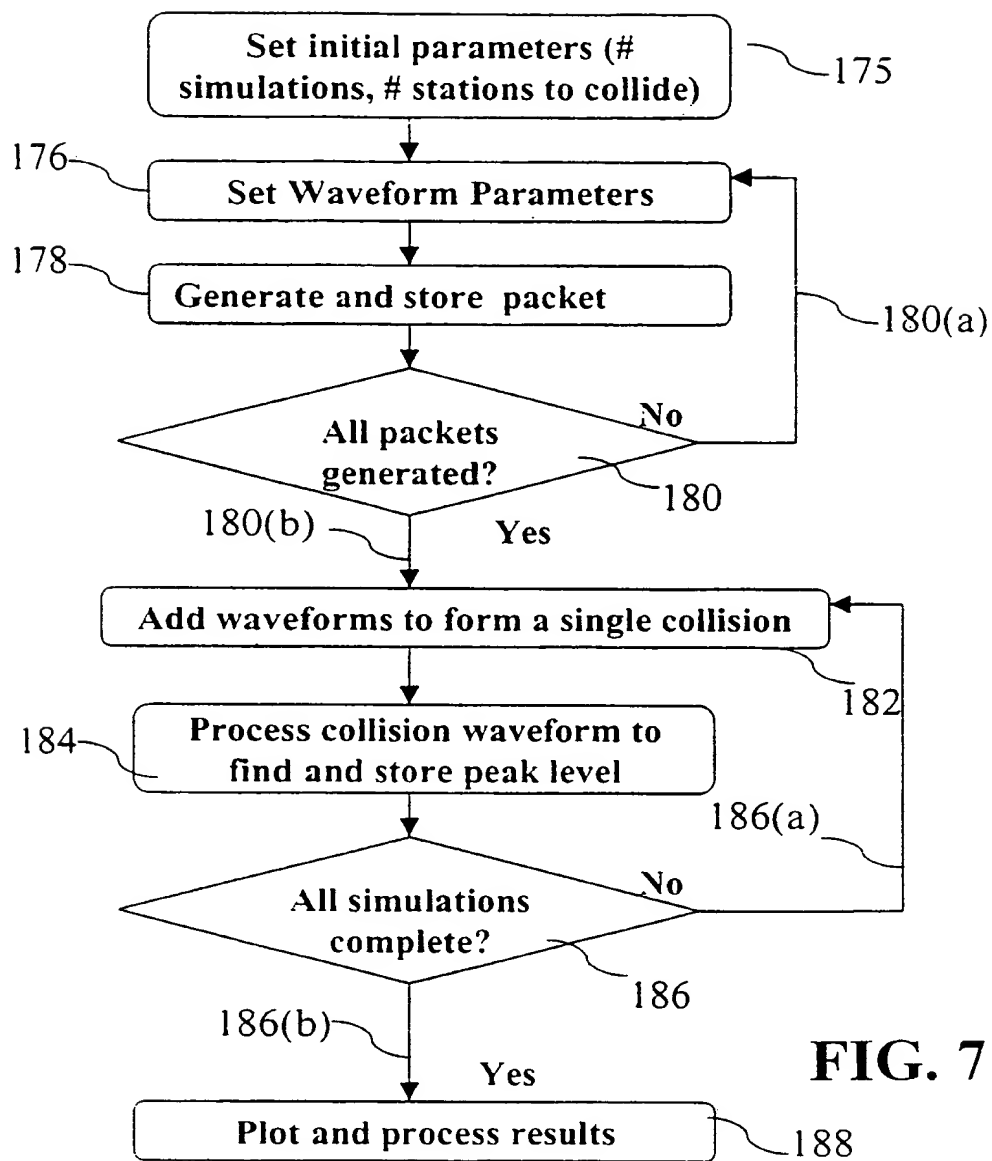 Set initial parameters (#
simulations, # stations to collide)
175
176
Set Waveform Parameters
178
Generate and store packet
180(a)
No
All packets
generated?
180
180(b)
Yes
Add waveforms to form a single collision
182
Process collision waveform to
find and store peak level
184
186(a)
No
All simulations
complete?
186
186(b)
Yes
FIG. 7
Plot and process results
188